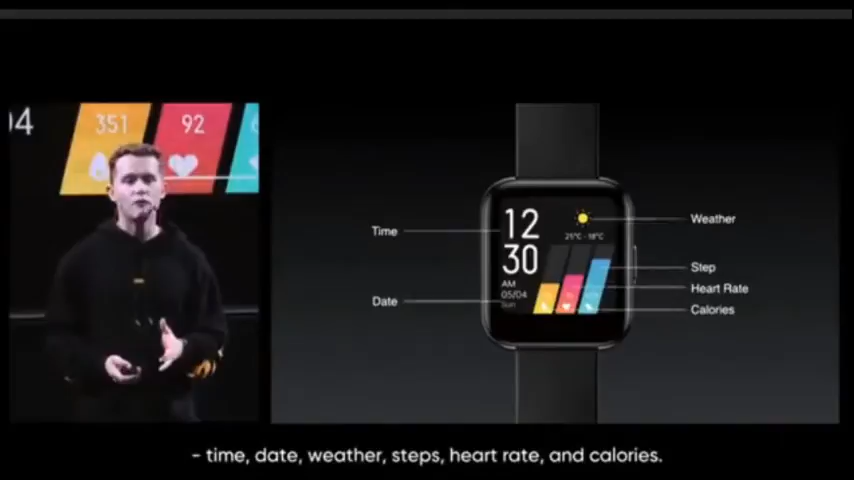 04
351
92
Time
Date
12
30
AM
05/04
Sun
21°C - 18°C
Weather
Step
Heart Rate
Calories
- time, date, weather, steps, heart rate, and calories.